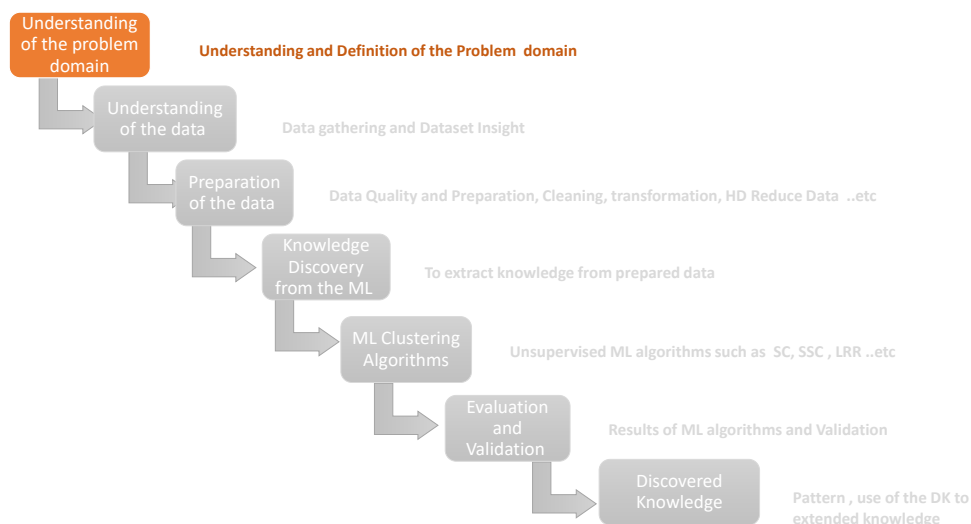 Understanding
of the problem
domain
Understanding and Definition of the Problem domain
Understanding
of the data
Data gathering and Dataset Insight
Preparation
of the data
Data Quality and Preparation, Cleaning, transformation, HD Reduce Data ..etc
Knowledge
Discovery
from the ML
To extract knowledge from prepared data
ML Clustering
Algorithms
Unsupervised ML algorithms such as SC, SSC , LRR ..etc
Evaluation
and
Validation
Results of ML algorithms and Validation
Discovered
Knowledge
Pattern , use of the DK to
extended knowledge